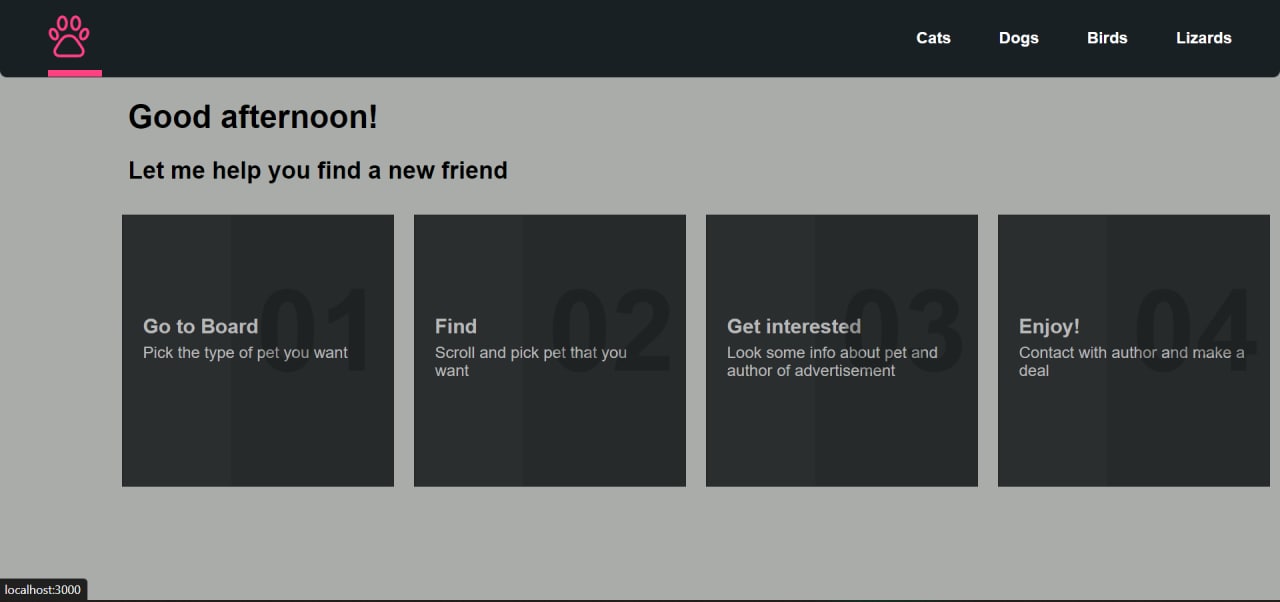 Cats Dogs Birds Lizards
Good afternoon!
Let me help you find a new friend
01
Go to Board
Pick the type of pet you want
02
Find
Scroll and pick pet that you
want
03
Get interested
Look some info about pet and
author of advertisement
04
Enjoy!
Contact with author and make a
deal
localhost:3000